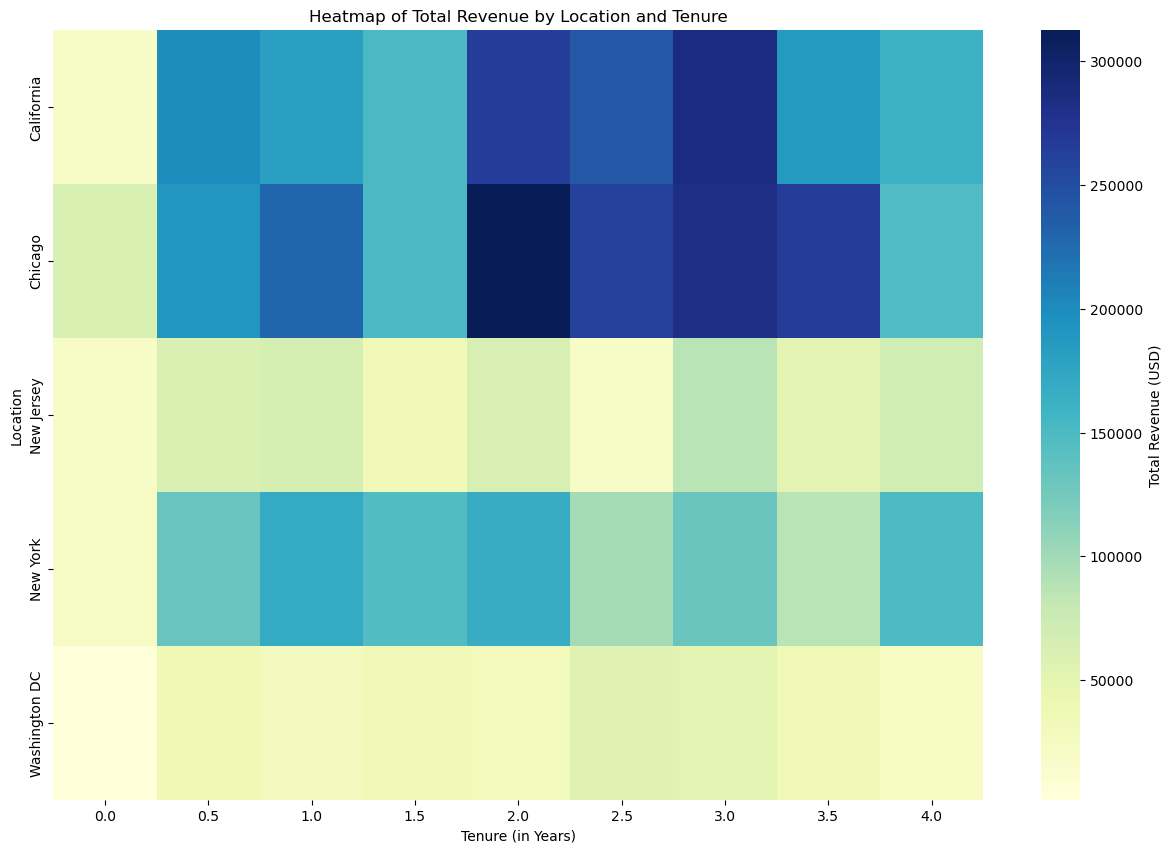 Heatmap of Total Revenue by Location and Tenure
Location
California
Chicago
New Jersey
New York
Washington DC
0.0 0.5 1.0 1.5 2.0 2.5 3.0 3.5 4.0
Tenure (in Years)
300000
250000
200000
150000
100000
50000
Total Revenue (USD)